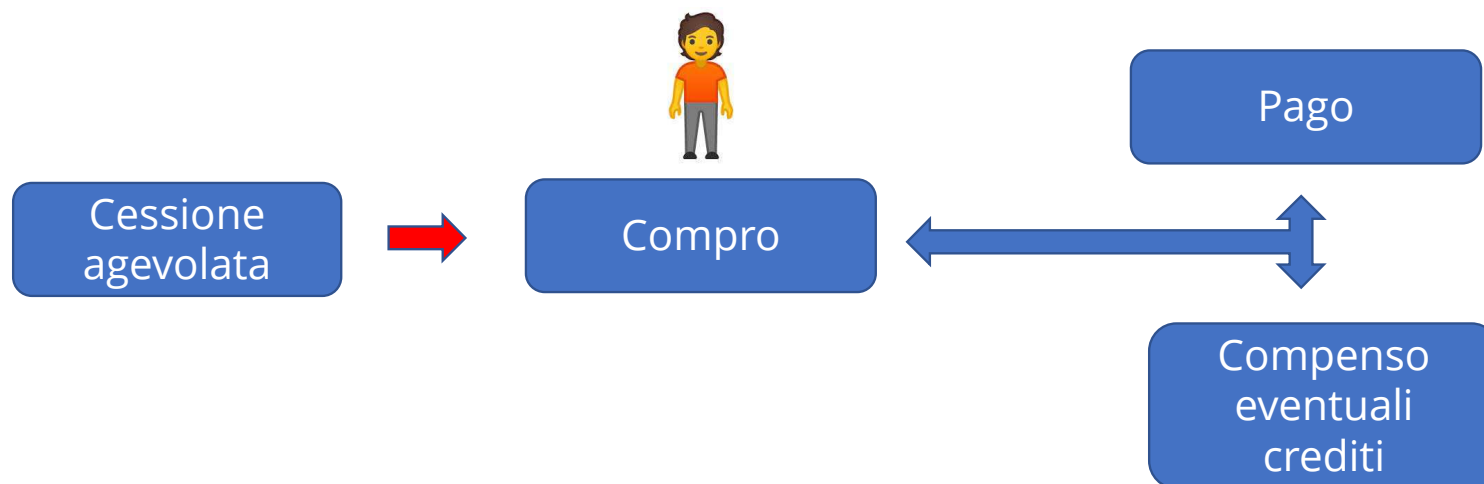 Cessione
agevolata
Compro
Pago
Compenso
eventuali
crediti